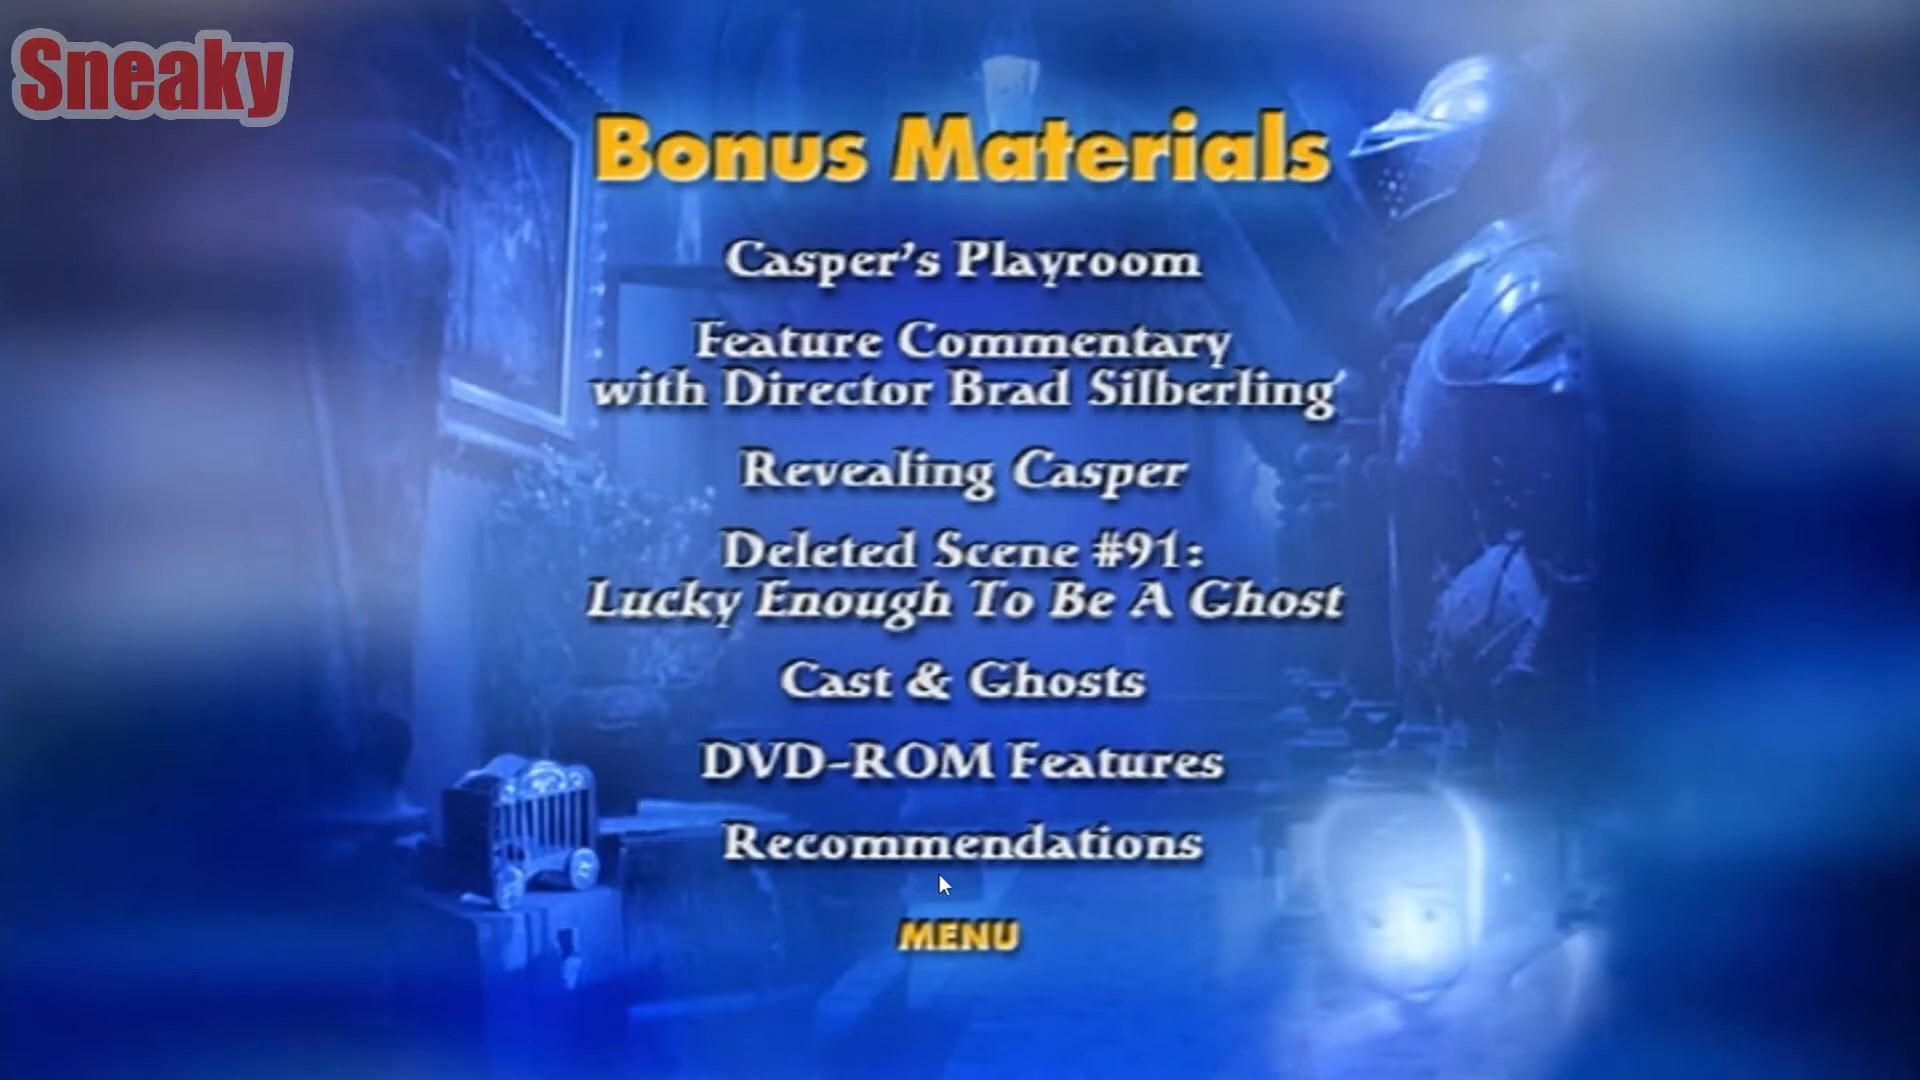 Sneaky
Bonus Materials
Casper's Playroom
Feature Commentary
with Director Brad Silberling
Revealing Casper
Deleted Scene #91:
Lucky Enough To Be A Ghost
Cast & Ghosts
DVD-ROM Features
Recommendations
MENU